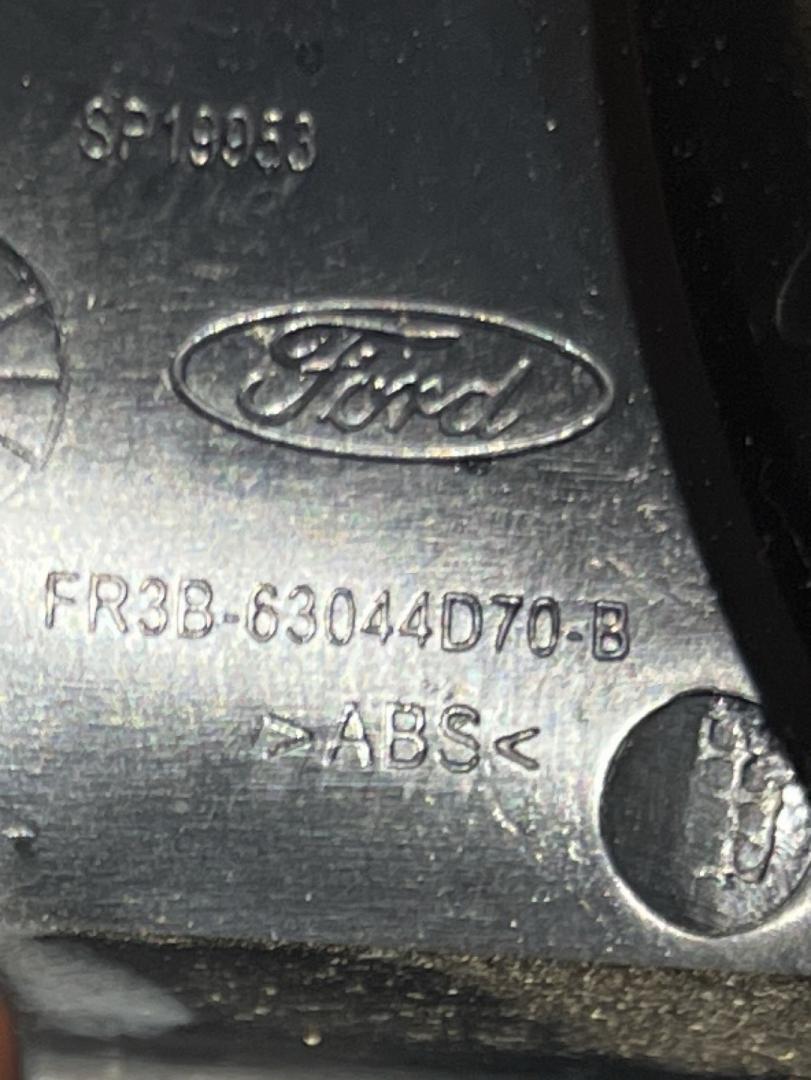 SP19053
Ford
FR3B-63044D70-B
>ABS<